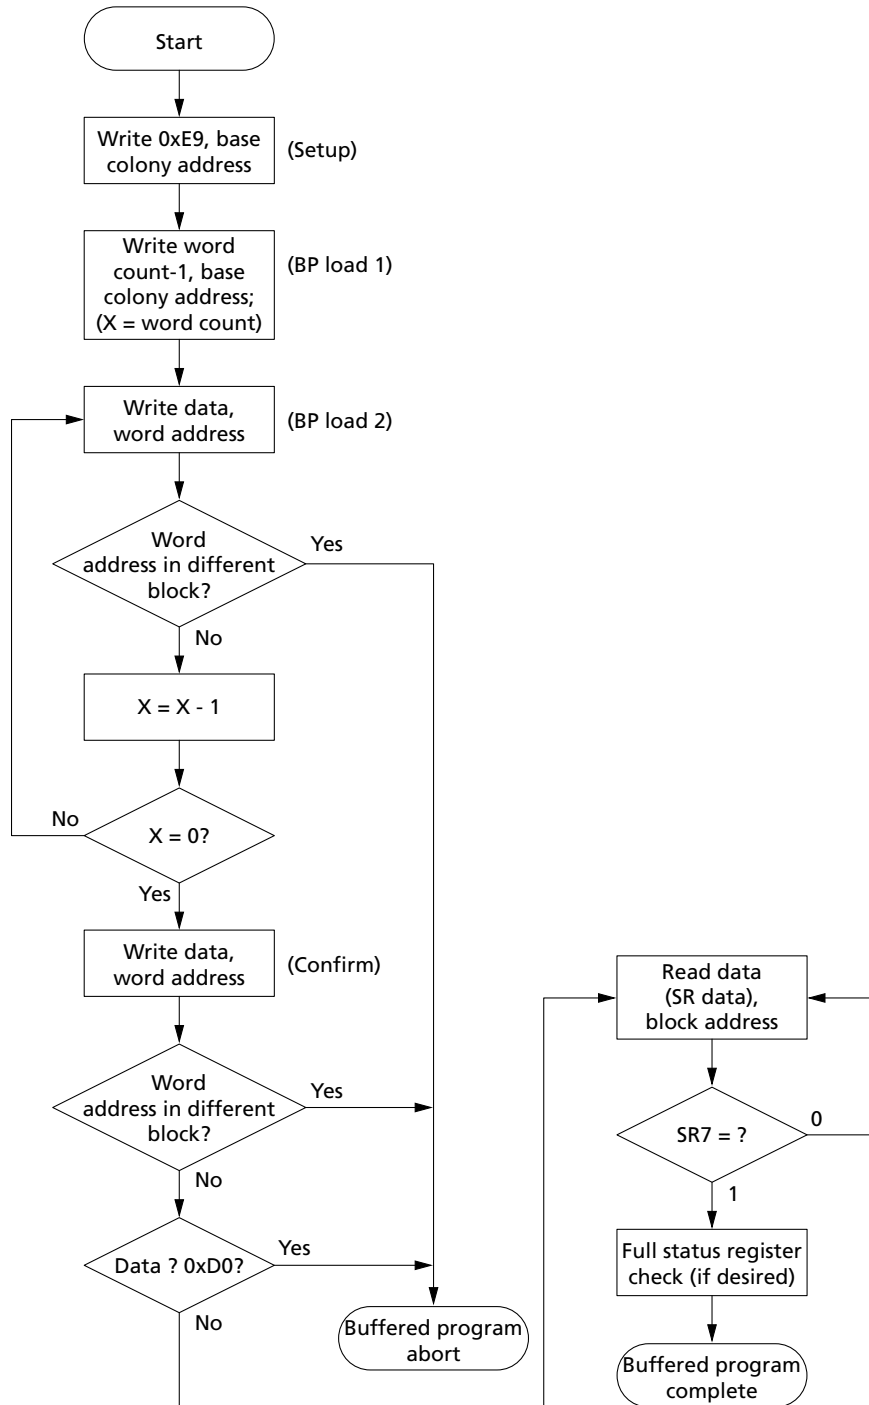 Start
Write 0xE9, base
colony address
(Setup)
Write word
count-1, base
colony address;
(X = word count)
(BP load 1)
Write data,
word address
(BP load 2)
Word
address in different
block?
Yes
No
X = X - 1
X = 0?
No
Yes
Write data,
word address
(Confirm)
Word
address in different
block?
Yes
No
Data ? 0xD0?
Yes
No
Buffered program
abort
Read data
(SR data),
block address
SR7 = ?
0
1
Full status register
check (if desired)
Buffered program
complete